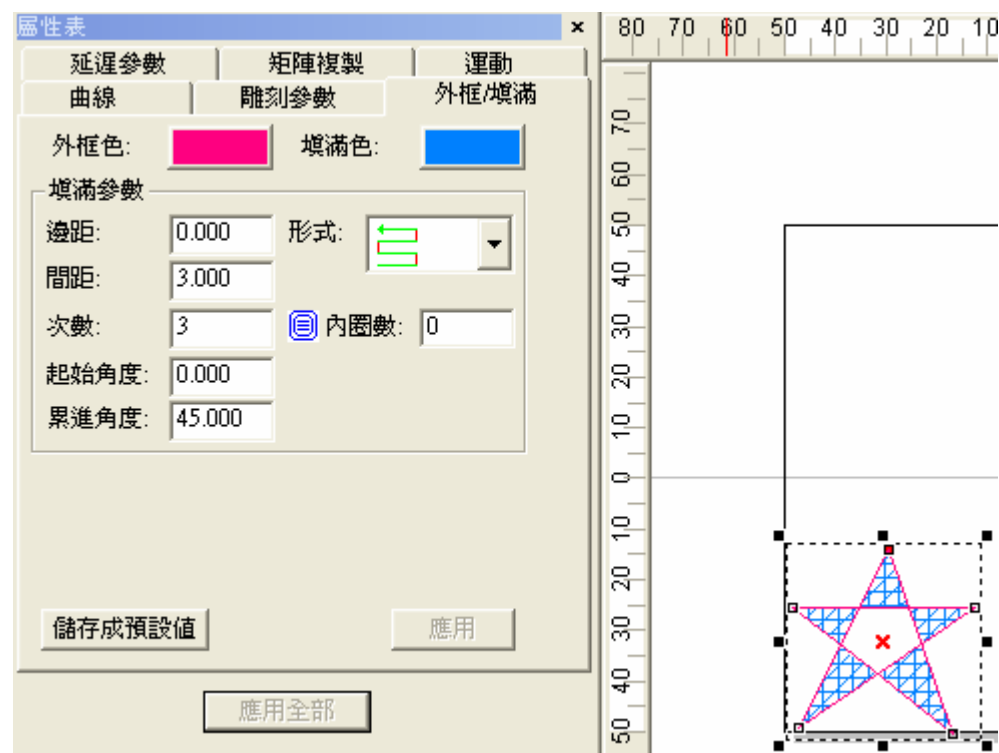 屬性表
延遲參數 矩陣複製 運動
曲線 雕刻參數 外框/填滿
外框色: 填滿色:
填滿參數
邊距: 0.000 形式:
間距: 3.000
次數: 3 內圈數: 0
起始角度: 0.000
累進角度: 45.000
儲存成預設值 應用
應用全部
80 70 60 50 40 30 20 10
70
60
50
40
30
20
10
0
10
20
30
40
50